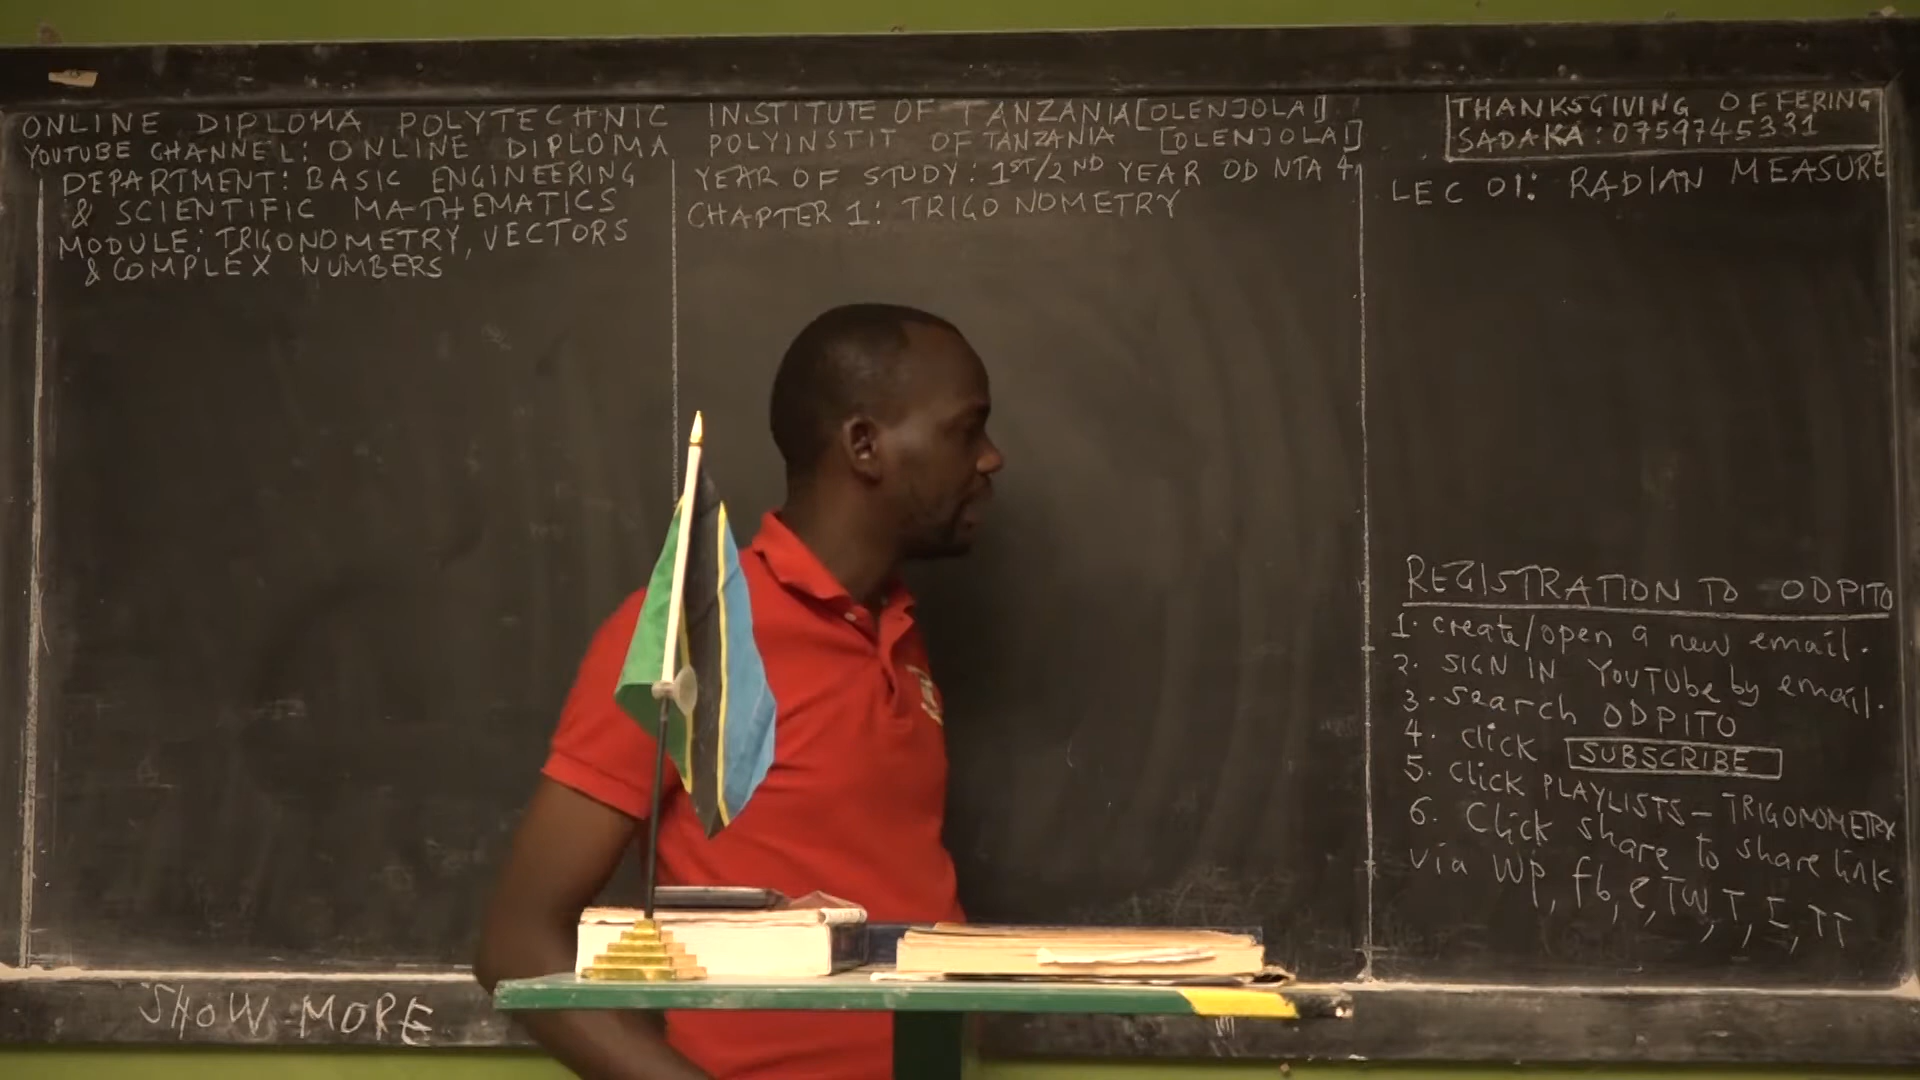 ONLINE DIPLOMA POLYTECHNIC INSTITUTE OF TANZANIA [OLENJOLAI]
YOUTUBE CHANNEL: ONLINE DIPLOMA POLYINSTIT OF TANZANIA [OLENJOLAI]
DEPARTMENT: BASIC ENGINEERING
& SCIENTIFIC MATHEMATICS
MODULE: TRIGONOMETRY, VECTORS
& COMPLEX NUMBERS
YEAR OF STUDY: 1ST/2ND YEAR OD NTA 4
CHAPTER 1: TRIGONOMETRY
THANKSGIVING OFFERING
SADAKA: 0759745331
LEC 01: RADIAN MEASURE
REGISTRATION TO ODPITO
1. create/open a new email.
2. SIGN IN YOUTUbe by email.
3. search ODPITO
4. click SUBSCRIBE
5. click PLAYLISTS - TRIGONOMETRY
6. Click share to share link
via Wp, fb, e, TW, T, I, TT
SHOW MORE